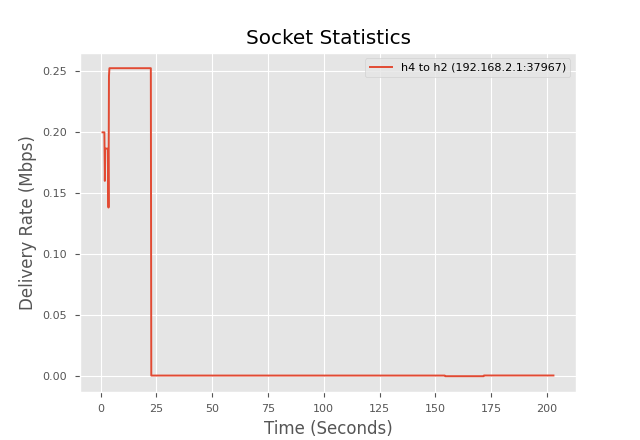 Socket Statistics
h4 to h2 (192.168.2.1:37967)
Delivery Rate (Mbps)
0.25
0.20
0.15
0.10
0.05
0.00
0 25 50 75 100 125 150 175 200
Time (Seconds)